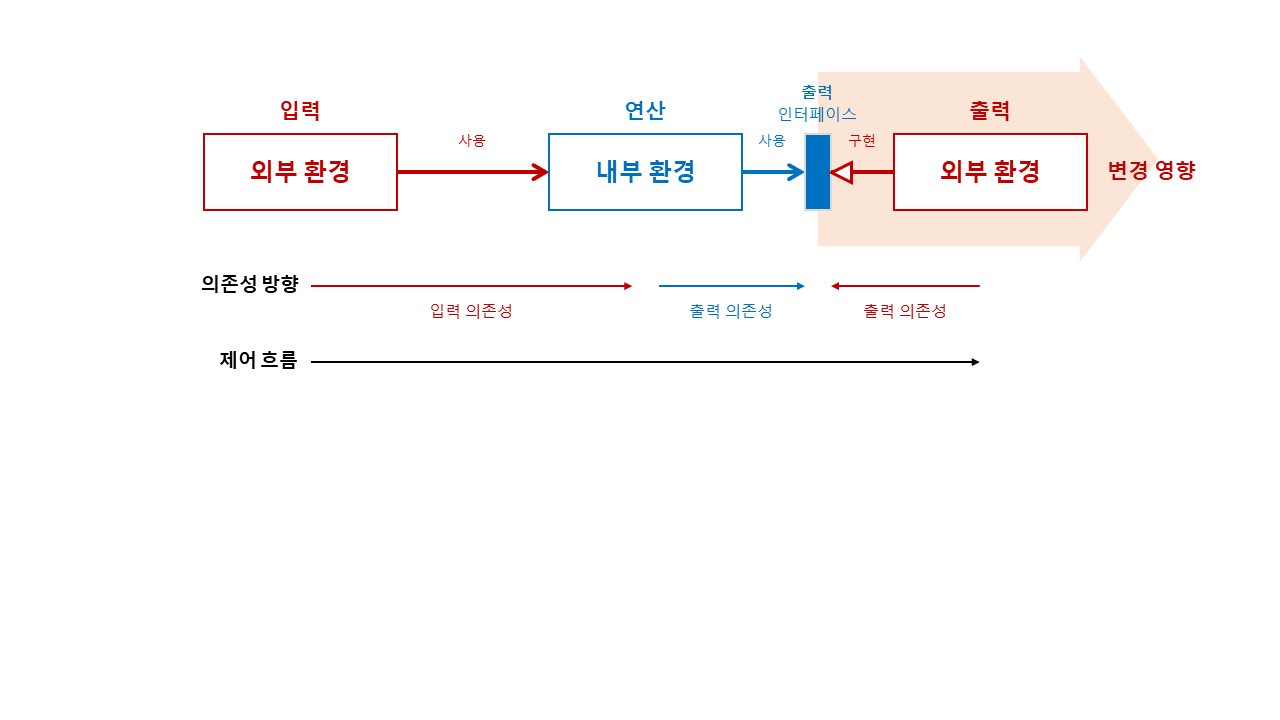 출력
인터페이스
입력
연산
출력
사용
사용
구현
외부 환경
내부 환경
외부 환경
변경 영향
의존성 방향
입력 의존성
출력 의존성
출력 의존성
제어 흐름